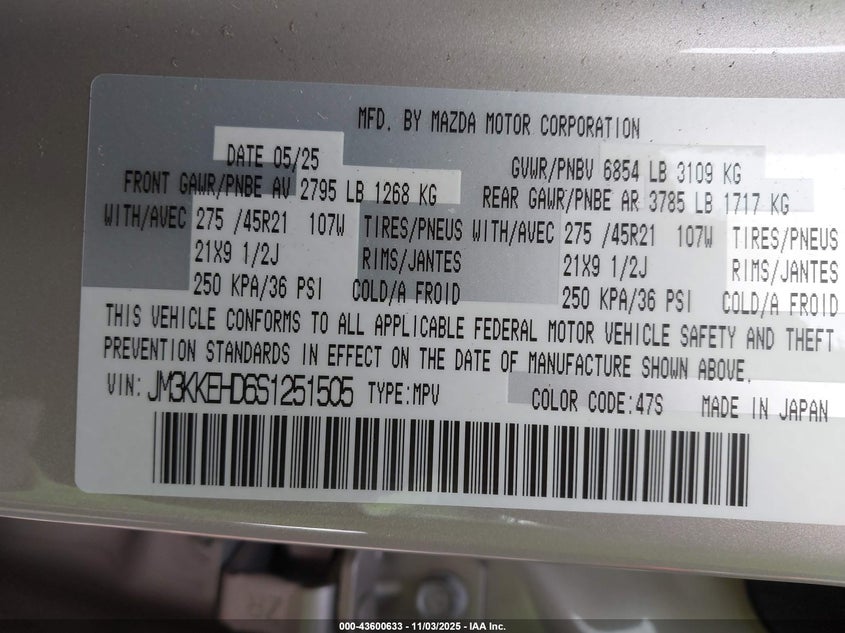 MFD. BY MAZDA MOTOR CORPORATION
DATE 05/25 GVWR/PNBV 6854 LB 3109 KG
FRONT GAWR/PNBE AV 2795 LB 1268 KG REAR GAWR/PNBE AR 3785 LB 1717 KG
WITH/AVEC 275 /45R21 107W TIRES/PNEUS WITH/AVEC 275 /45R21 107W TIRES/PNEUS
21X9 1/2J RIMS/JANTES 21X9 1/2J RIMS/JANTES
250 KPA/36 PSI COLD/A FROID 250 KPA/36 PSI COLD/A FROID
THIS VEHICLE CONFORMS TO ALL APPLICABLE FEDERAL MOTOR VEHICLE SAFETY AND THEFT
PREVENTION STANDARDS IN EFFECT ON THE DATE OF MANUFACTURE SHOWN ABOVE.
VIN: JM3KKEHD6S1251505 TYPE:MPV COLOR CODE:47S MADE IN JAPAN
000-43600633 - 11/03/2025 - IAA Inc.